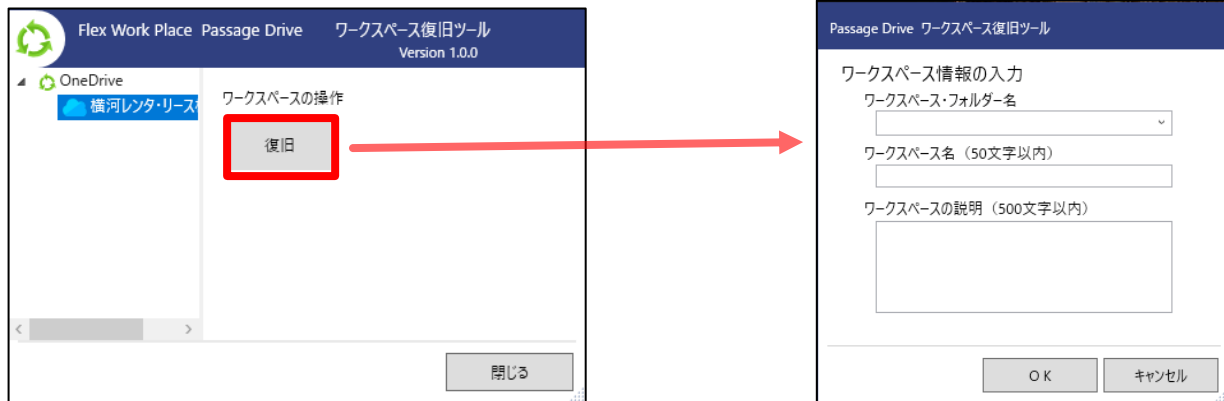 Flex Work Place Passage Drive ワークスペース復旧ツール
Version 1.0.0
OneDrive
横河レンタ・リース
ワークスペースの操作
復旧
閉じる
Passage Drive ワークスペース復旧ツール
ワークスペース情報の入力
ワークスペース・フォルダー名
ワークスペース名（50文字以内）
ワークスペースの説明（500文字以内）
ＯＫ
キャンセル